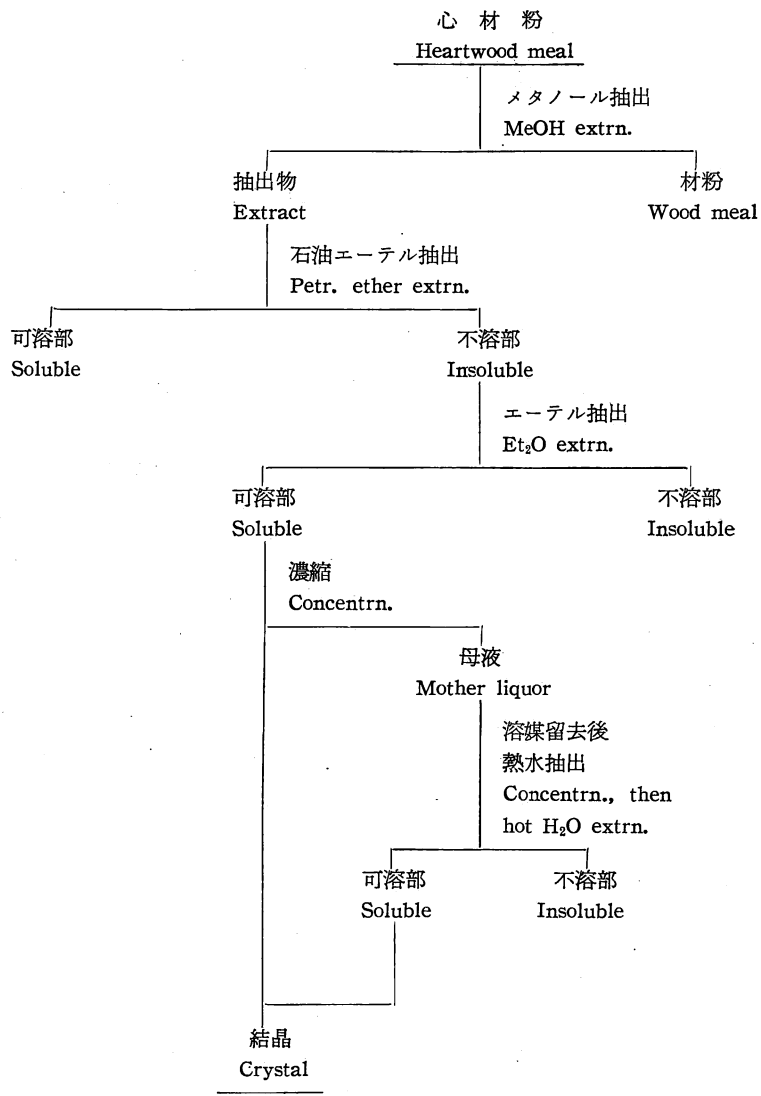 心材粉
Heartwood meal
メタノール抽出
MeOH extrn.
抽出物
Extract
材粉
Wood meal
石油エーテル抽出
Petr. ether extrn.
可溶部
Soluble
不溶部
Insoluble
エーテル抽出
Et₂O extrn.
可溶部
Soluble
不溶部
Insoluble
濃縮
Concentrn.
母液
Mother liquor
溶媒留去後
熱水抽出
Concentrn., then
hot H₂O extrn.
可溶部
Soluble
不溶部
Insoluble
結晶
Crystal